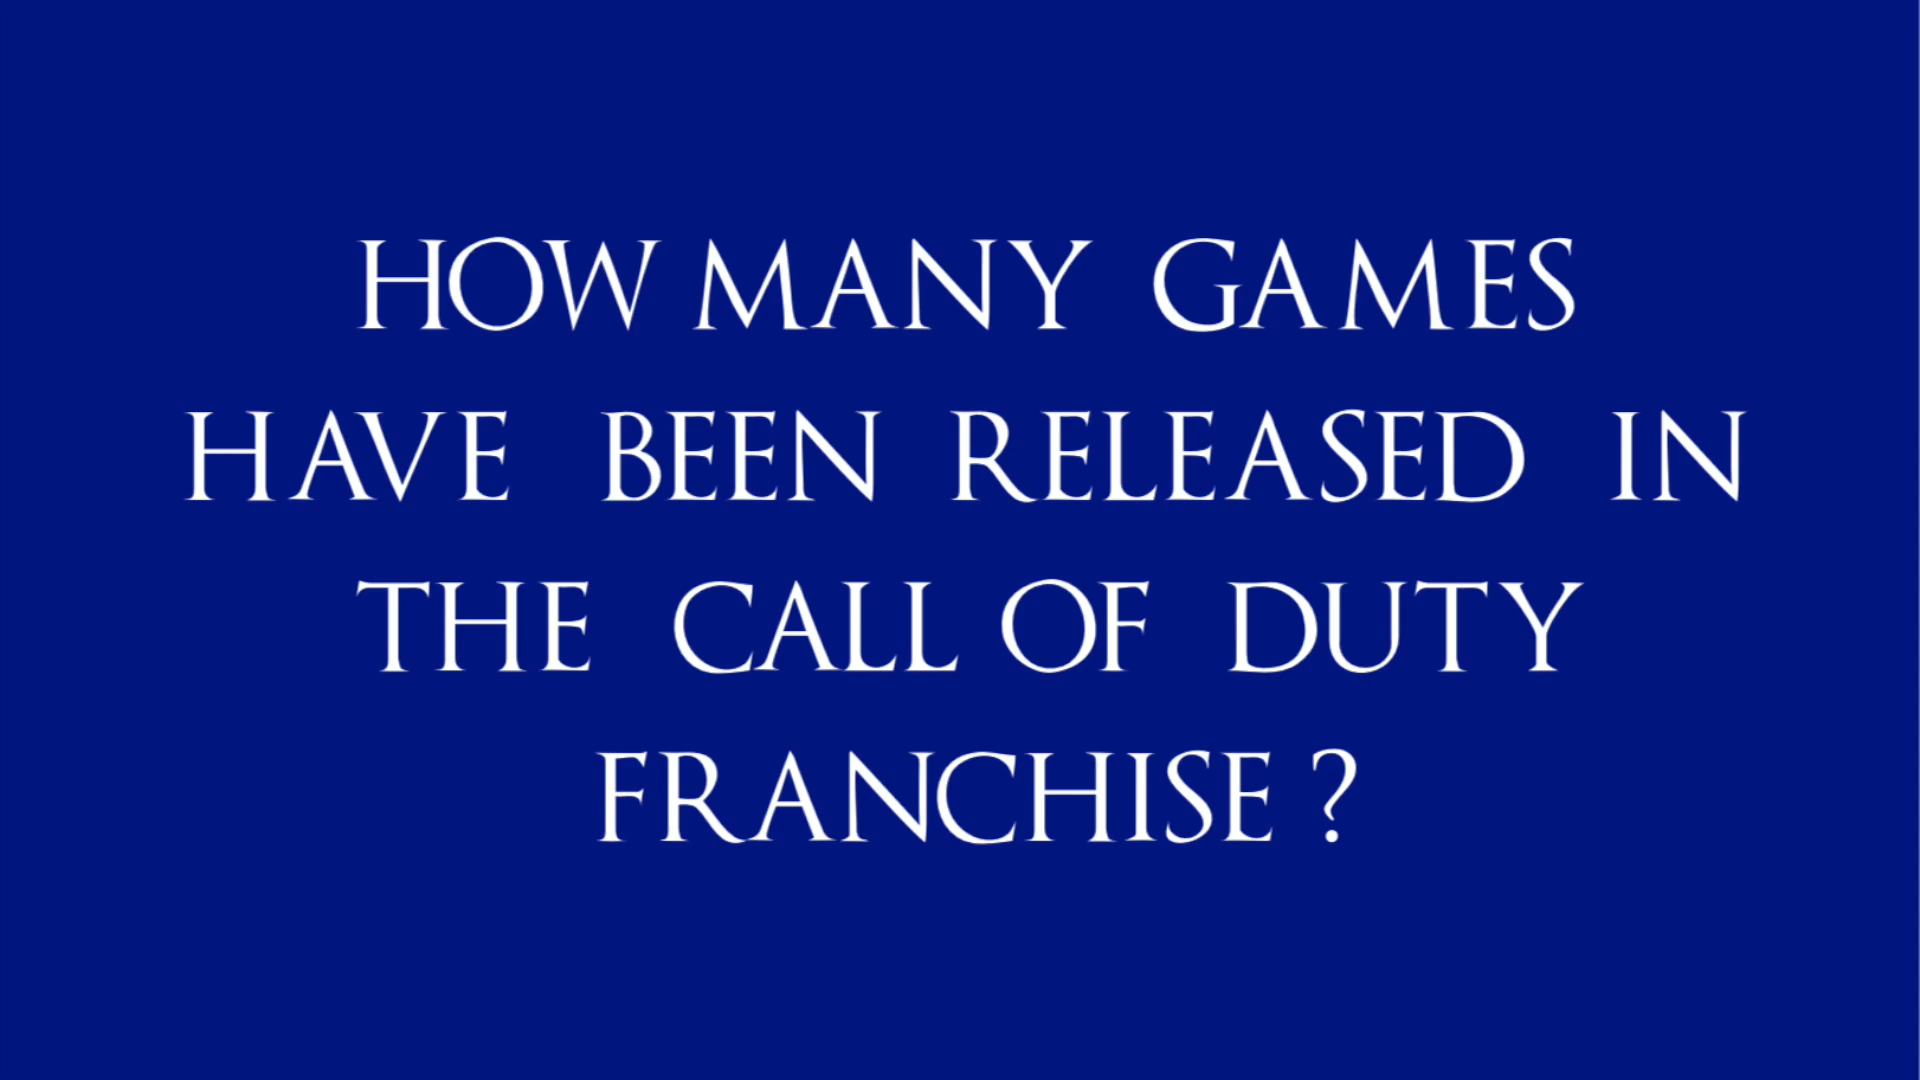 HOW MANY GAMES
HAVE BEEN RELEASED IN
THE CALL OF DUTY
FRANCHISE?